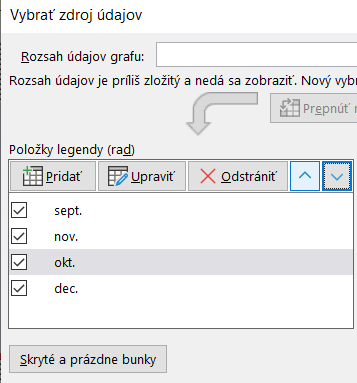 Vybrať zdroj údajov
Rozsah údajov grafu:
Rozsah údajov je príliš zložitý a nedá sa zobraziť. Nový vybr
Prepnúť r
Položky legendy (rad)
Pridať Upraviť Odstrániť
sept.
nov.
okt.
dec.
Skryté a prázdne bunky